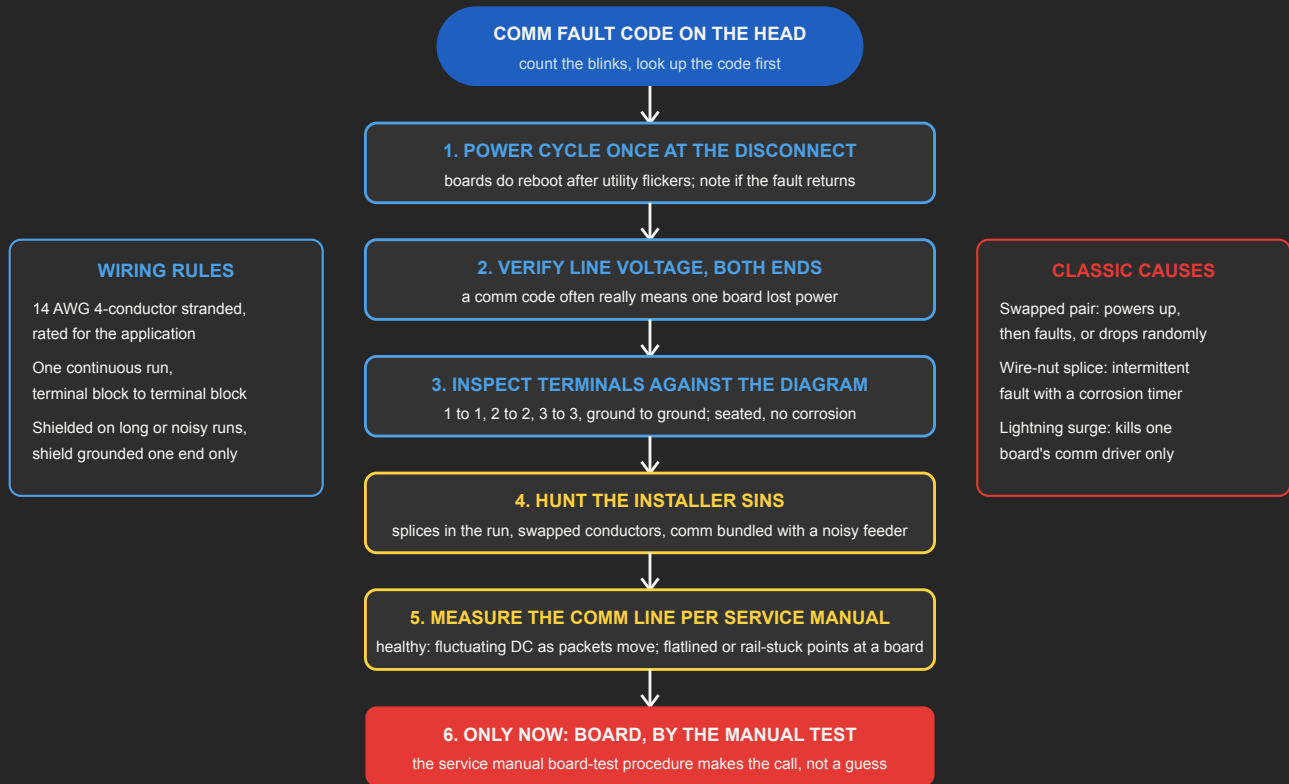 COMM FAULT CODE ON THE HEAD
count the blinks, look up the code first
1. POWER CYCLE ONCE AT THE DISCONNECT
boards do reboot after utility flickers; note if the fault returns
2. VERIFY LINE VOLTAGE, BOTH ENDS
a comm code often really means one board lost power
3. INSPECT TERMINALS AGAINST THE DIAGRAM
1 to 1, 2 to 2, 3 to 3, ground to ground; seated, no corrosion
4. HUNT THE INSTALLER SINS
splices in the run, swapped conductors, comm bundled with a noisy feeder
5. MEASURE THE COMM LINE PER SERVICE MANUAL
healthy: fluctuating DC as packets move; flatlined or rail-stuck points at a board
6. ONLY NOW: BOARD, BY THE MANUAL TEST
the service manual board-test procedure makes the call, not a guess
WIRING RULES
14 AWG 4-conductor stranded,
rated for the application
One continuous run,
terminal block to terminal block
Shielded on long or noisy runs,
shield grounded one end only
CLASSIC CAUSES
Swapped pair: powers up,
then faults, or drops randomly
Wire-nut splice: intermittent
fault with a corrosion timer
Lightning surge: kills one
board's comm driver only